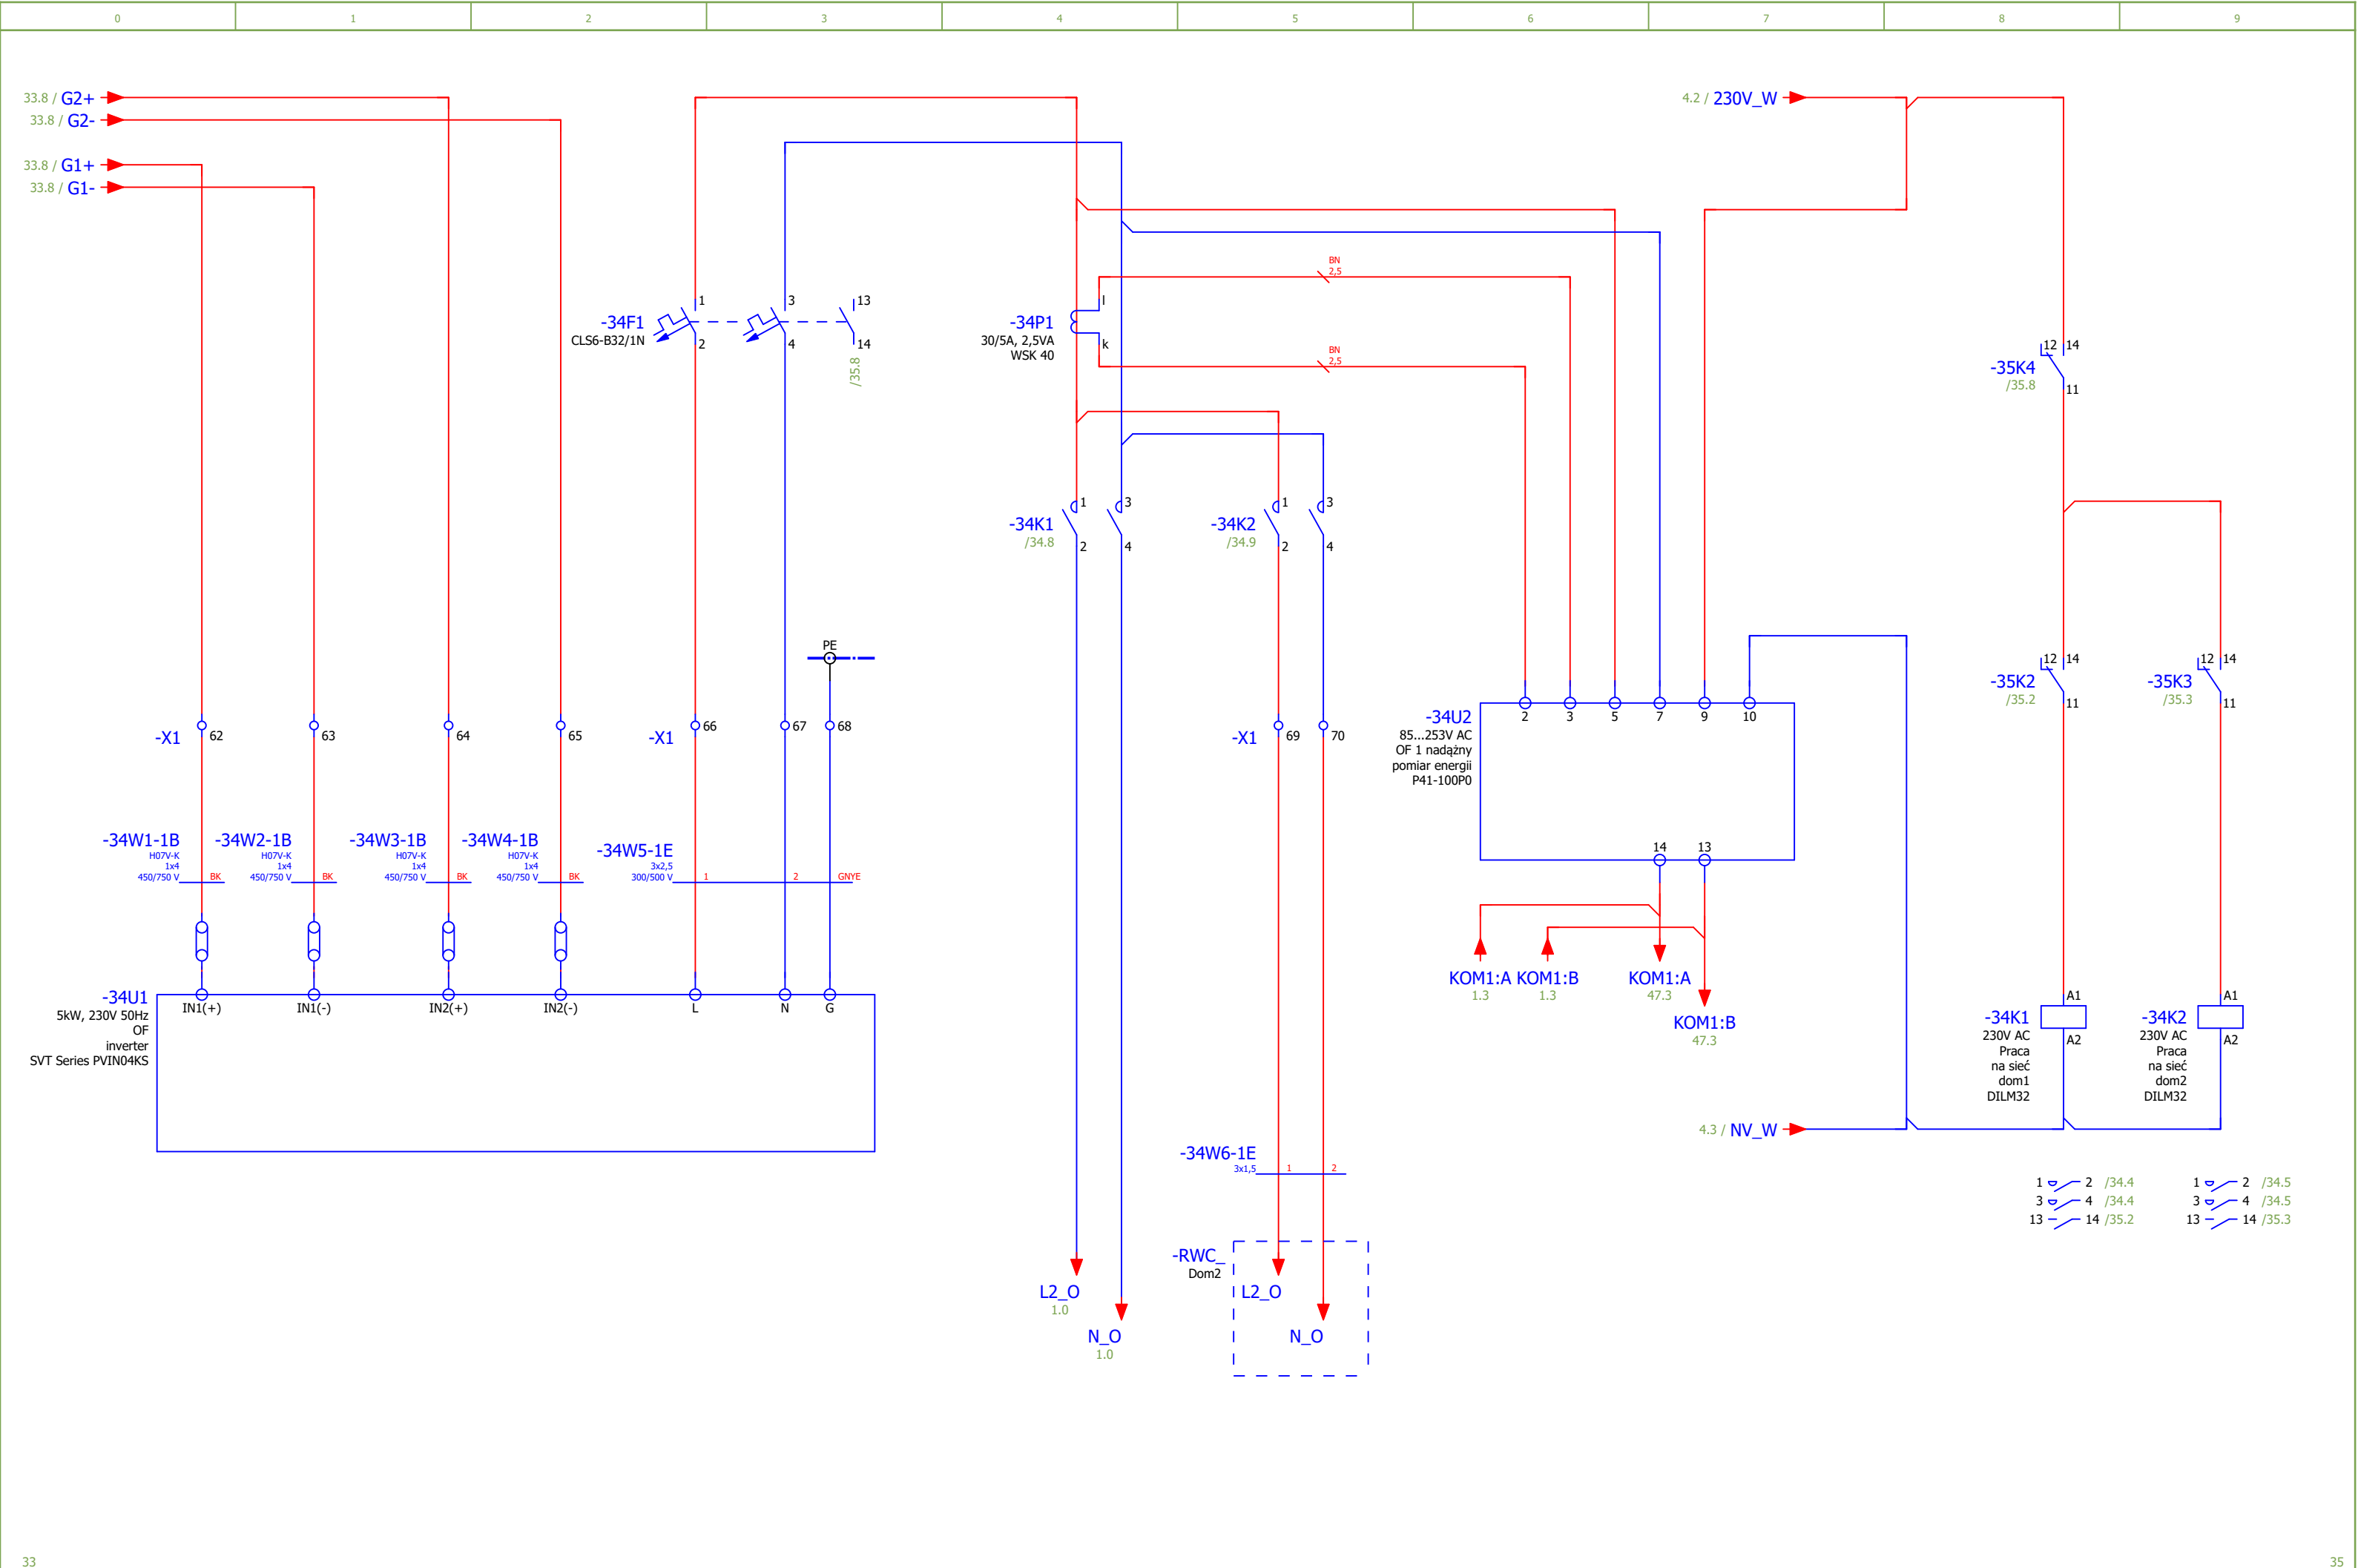 0 1 2 3 4 5 6 7 8 9
33.8 / G2+
33.8 / G2-
33.8 / G1+
33.8 / G1-
4.2 / 230V_W
BN
2,5
BN
2,5
-34F1
CLS6-B32/1N
1
2
3
4
13
14
/35.8
-34P1
30/5A, 2,5VA
WSK 40
l
k
-35K4
/35.8
12 14
11
-34K1
/34.8
1
2
3
4
-34K2
/34.9
1
2
3
4
PE
-35K2
/35.2
12 14
11
-35K3
/35.3
12 14
11
-X1
62
63
64
65
-X1
66
67
68
-X1
69
70
-34U2
85...253V AC
OF 1 nadążny
pomiar energii
P41-100P0
2 3 5 7 9 10
14 13
-34W1-1B
H07V-K
1x4
450/750 V
BK
-34W2-1B
H07V-K
1x4
450/750 V
BK
-34W3-1B
H07V-K
1x4
450/750 V
BK
-34W4-1B
H07V-K
1x4
450/750 V
BK
-34W5-1E
3x2,5
300/500 V
1
2
GNYE
KOM1:A
1.3
KOM1:B
1.3
KOM1:A
47.3
KOM1:B
47.3
-34U1
5kW, 230V 50Hz
OF
inverter
SVT Series PVIN04KS
IN1(+) IN1(-) IN2(+) IN2(-) L N G
-34K1
230V AC
Praca
na sieć
dom1
DILM32
A1
A2
-34K2
230V AC
Praca
na sieć
dom2
DILM32
A1
A2
4.3 / NV_W
-34W6-1E
3x1,5
1
2
1 2 /34.4
3 4 /34.4
13 14 /35.2
1 2 /34.5
3 4 /34.5
13 14 /35.3
L2_O
1.0
N_O
1.0
-RWC_
Dom2
L2_O
N_O
33
35